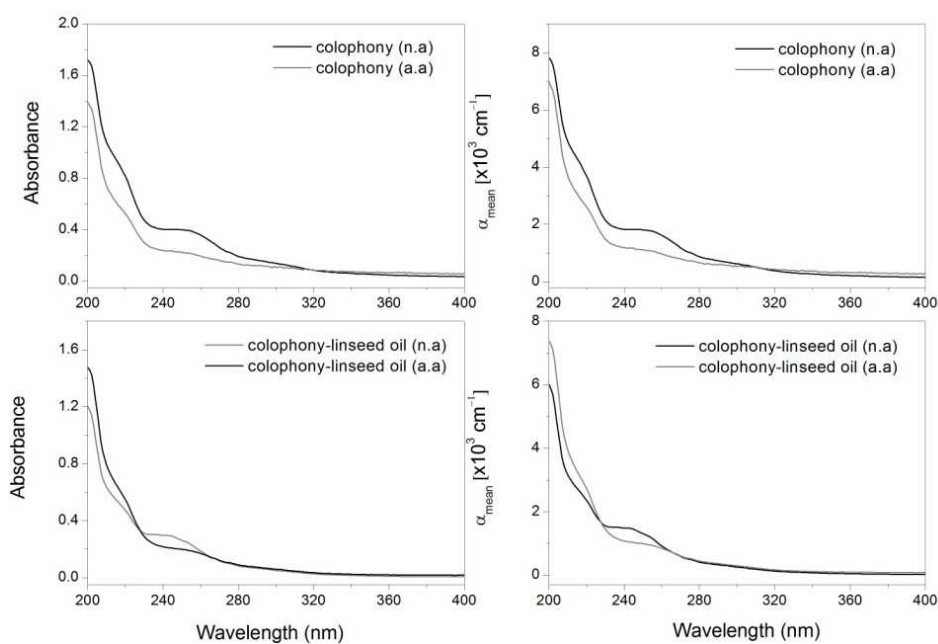 2.0
1.6
1.2
0.8
0.4
0.0
Absorbance
colophony (n.a)
colophony (a.a)
200 240 280 320 360 400
8
6
4
2
0
α_mean [x10³ cm⁻¹]
colophony (n.a)
colophony (a.a)
200 240 280 320 360 400
1.6
1.2
0.8
0.4
0.0
Absorbance
colophony-linseed oil (n.a)
colophony-linseed oil (a.a)
200 240 280 320 360 400
Wavelength (nm)
8
6
4
2
0
α_mean [x10³ cm⁻¹]
colophony-linseed oil (n.a)
colophony-linseed oil (a.a)
200 240 280 320 360 400
Wavelength (nm)